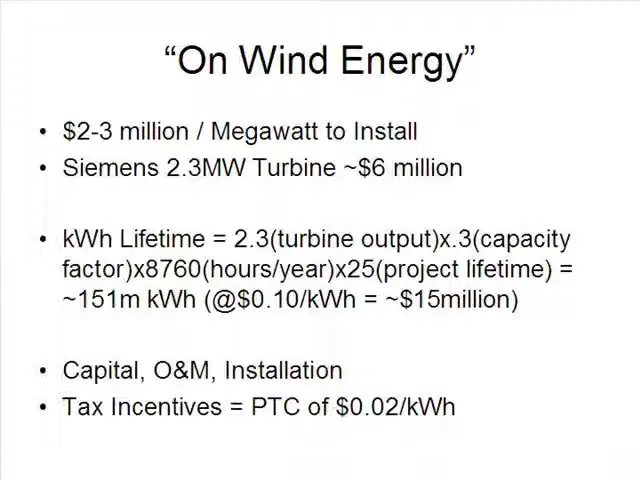 “On Wind Energy”
• $2-3 million / Megawatt to Install
• Siemens 2.3MW Turbine ~$6 million
• kWh Lifetime = 2.3(turbine output)x.3(capacity
factor)x8760(hours/year)x25(project lifetime) =
~151m kWh (@$0.10/kWh = ~$15million)
• Capital, O&M, Installation
• Tax Incentives = PTC of $0.02/kWh